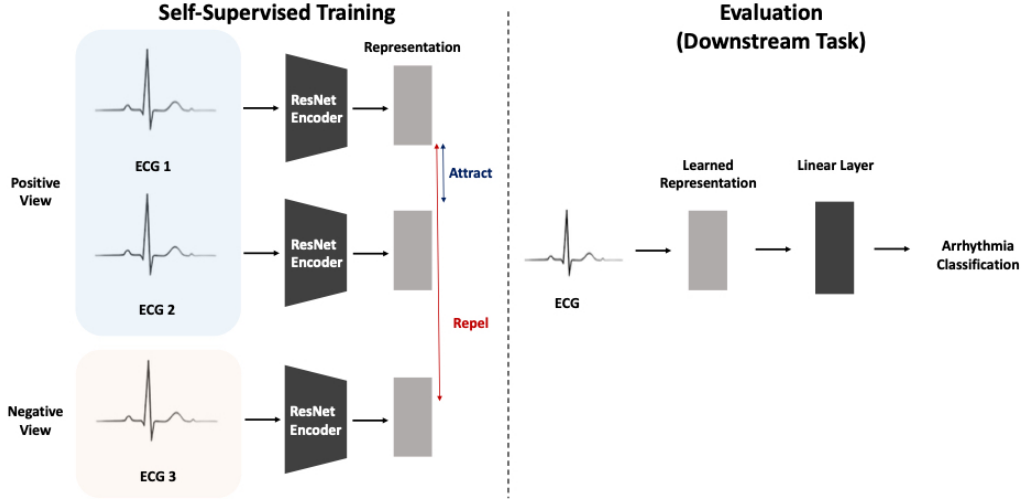 Self-Supervised Training
Representation
ResNet
Encoder
ECG 1
Attract
Positive
View
ResNet
Encoder
ECG 2
Repel
Negative
View
ResNet
Encoder
ECG 3
Evaluation
(Downstream Task)
Learned
Representation
Linear Layer
ECG
Arrhythmia
Classification